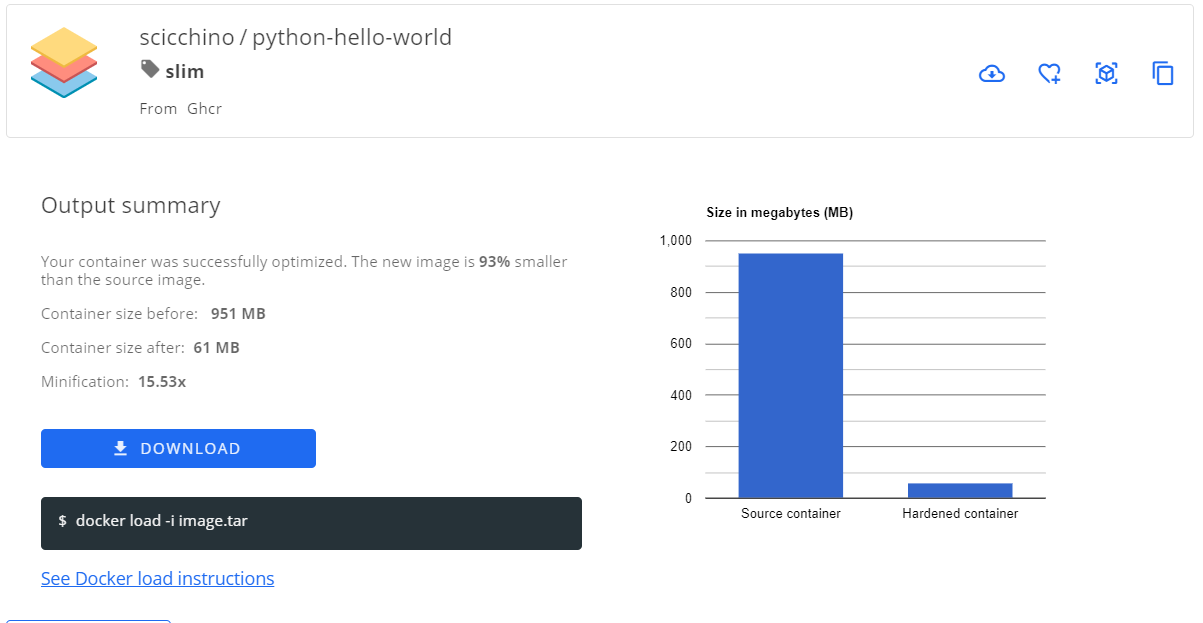 scicchino / python-hello-world
slim
From Ghcr
Output summary
Your container was successfully optimized. The new image is 93% smaller
than the source image.
Container size before: 951 MB
Container size after: 61 MB
Minification: 15.53x
DOWNLOAD
$ docker load -i image.tar
See Docker load instructions
Size in megabytes (MB)
1,000
800
600
400
200
0
Source container
Hardened container